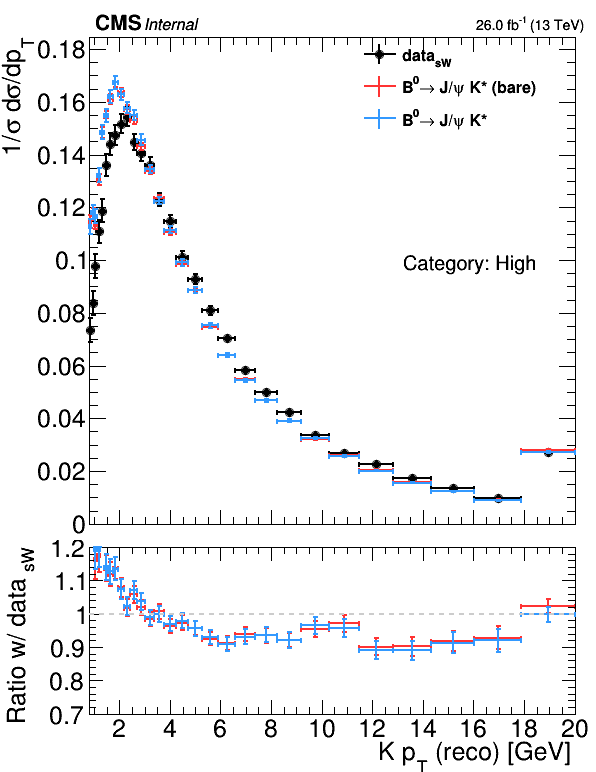 CMS Internal 26.0 fb⁻¹ (13 TeV)
1/σ dσ/dp_T
0.18
0.16
0.14
0.12
0.1
0.08
0.06
0.04
0.02
0
data_sW
B⁰→ J/ψ K* (bare)
B⁰→ J/ψ K*
Category: High
Ratio w/ data _sW
1.2
1.1
1
0.9
0.8
0.7
2 4 6 8 10 12 14 16 18 20
K p_T (reco) [GeV]